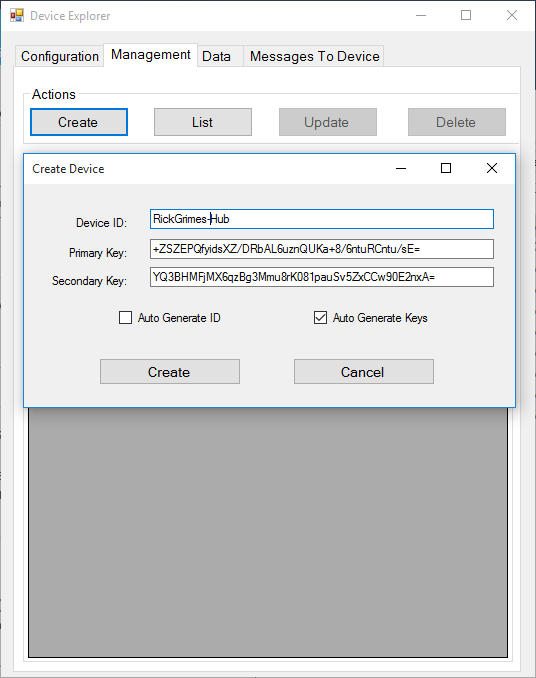 Device Explorer
Configuration Management Data Messages To Device
Actions
Create List Update Delete
Create Device
Device ID: RickGrimes-Hub
Primary Key: +ZSZEPQfyidsXZ/DRbAL6uznQUKa+8/6ntuRCntu/sE=
Secondary Key: YQ3BHMFjMX6qzBg3Mmu8rK081pauSv5ZxCCw90E2nxA=
Auto Generate ID Auto Generate Keys
Create Cancel